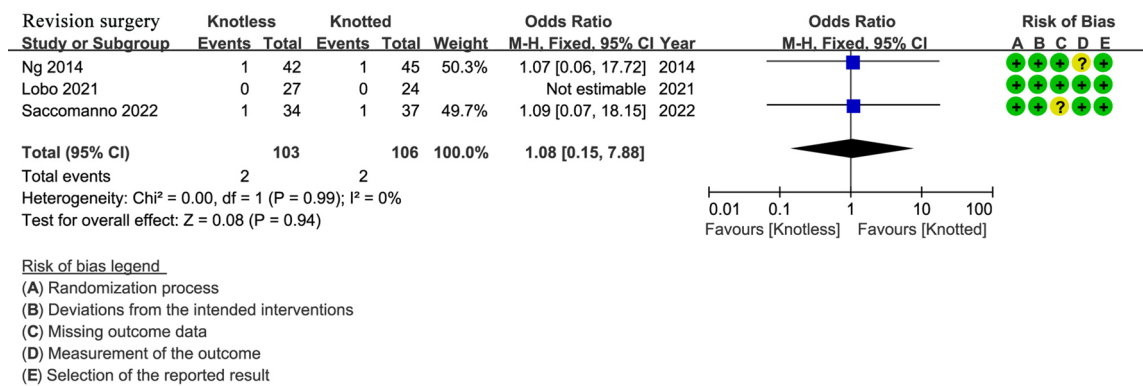 Revision surgery Knotless Knotted Odds Ratio Odds Ratio Risk of Bias
Study or Subgroup Events Total Events Total Weight M-H, Fixed, 95% CI Year M-H, Fixed, 95% CI A B C D E
Ng 2014 1 42 1 45 50.3% 1.07 [0.06, 17.72] 2014 + + + ? +
Lobo 2021 0 27 0 24 Not estimable 2021 + + + + +
Saccomanno 2022 1 34 1 37 49.7% 1.09 [0.07, 18.15] 2022 + + ? + +
Total (95% CI) 103 106 100.0% 1.08 [0.15, 7.88]
Total events 2 2
Heterogeneity: Chi² = 0.00, df = 1 (P = 0.99); I² = 0%
Test for overall effect: Z = 0.08 (P = 0.94)
0.01 0.1 1 10 100
Favours [Knotless] Favours [Knotted]
Risk of bias legend
(A) Randomization process
(B) Deviations from the intended interventions
(C) Missing outcome data
(D) Measurement of the outcome
(E) Selection of the reported result